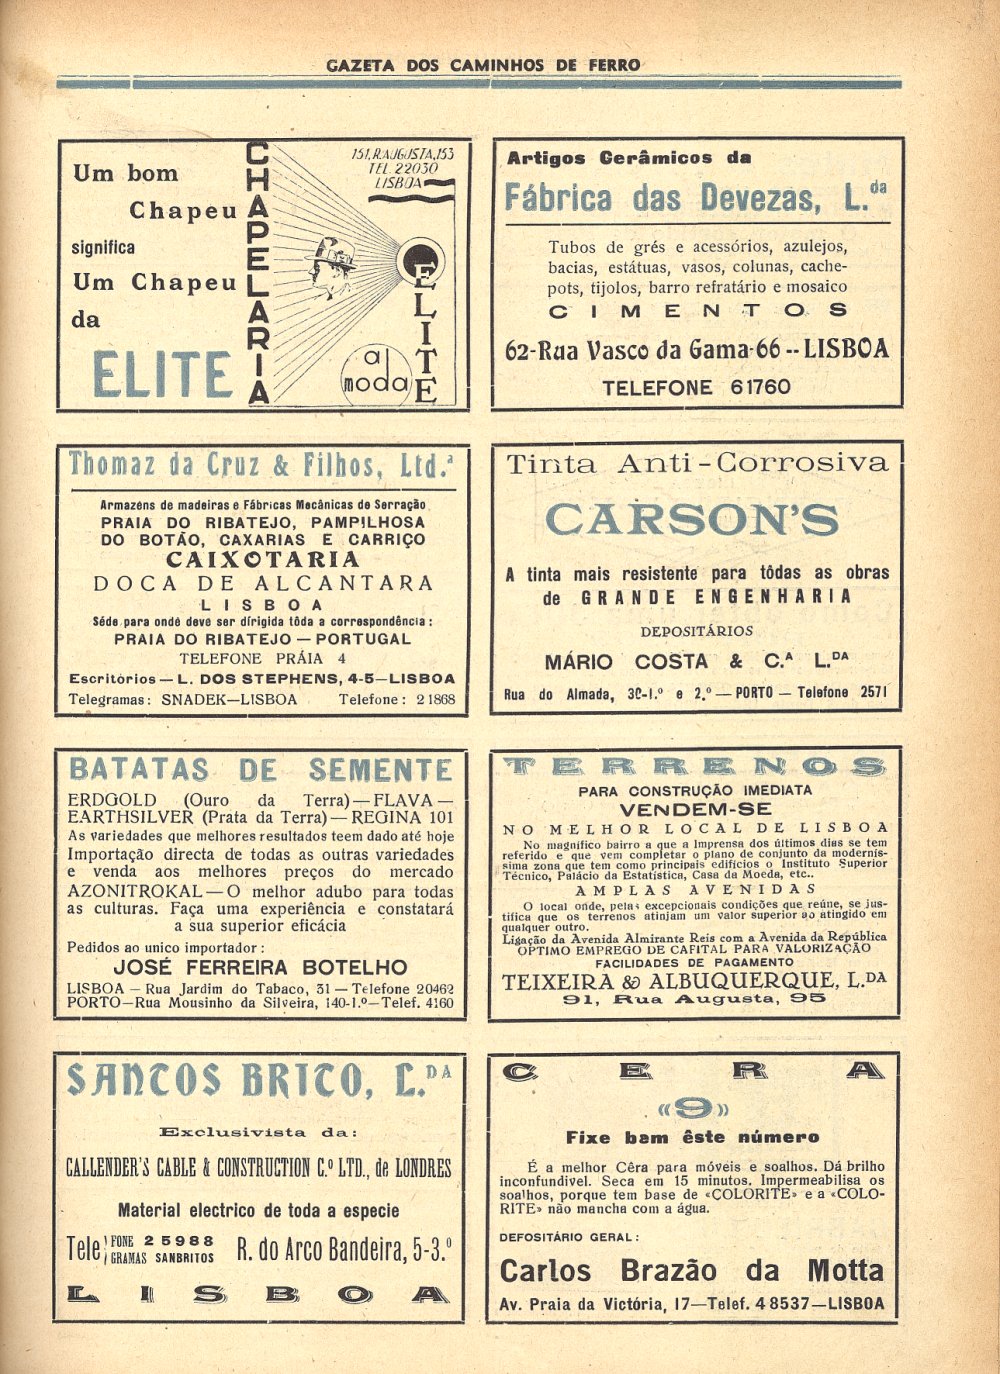 GAZETA DOS CAMINHOS DE FERRO
Um bom
Chapeu
significa
Um Chapeu
da
ELITE
CHAPELARIA
151, R. AUGUSTA, 153
TEL. 22030
LISBOA
ELITE
al
moda
Artigos Cerâmicos da
Fábrica das Devezas, L.da
Tubos de grés e acessórios, azulejos,
bacias, estátuas, vasos, colunas, cache-
pots, tijolos, barro refratário e mosaico
CIMENTOS
62-Rua Vasco da Gama-66 -- LISBOA
TELEFONE 61760
Thomaz da Cruz & Filhos, Ltd.ª
Armazéns de madeiras e Fábricas Mecânicas de Serração
PRAIA DO RIBATEJO, PAMPILHOSA
DO BOTÃO, CAXARIAS E CARRIÇO
CAIXOTARIA
DOCA DE ALCANTARA
LISBOA
Séde para onde deve ser dirigida tôda a correspondência:
PRAIA DO RIBATEJO — PORTUGAL
TELEFONE PRÁIA 4
Escritórios — L. DOS STEPHENS, 4-5 — LISBOA
Telegramas: SNADEK—LISBOA Telefone: 21868
Tinta Anti-Corrosiva
CARSON'S
A tinta mais resistente para tôdas as obras
de GRANDE ENGENHARIA
DEPOSITÁRIOS
MÁRIO COSTA & C.ª L.DA
Rua do Almada, 30-1.º e 2.º — PORTO — Telefone 2571
BATATAS DE SEMENTE
ERDGOLD (Ouro da Terra) — FLAVA —
EARTHSILVER (Prata da Terra) — REGINA 101
As variedades que melhores resultados teem dado até hoje
Importação directa de todas as outras variedades
e venda aos melhores preços do mercado
AZONITROKAL — O melhor adubo para todas
as culturas. Faça uma experiência e constatará
a sua superior eficácia
Pedidos ao unico importador:
JOSÉ FERREIRA BOTELHO
LISBOA — Rua Jardim do Tabaco, 31 — Telefone 20462
PORTO—Rua Mousinho da Silveira, 140-1.º—Telef. 4160
TERRENOS
PARA CONSTRUÇÃO IMEDIATA
VENDEM-SE
NO MELHOR LOCAL DE LISBOA
No magnífico bairro a que a Imprensa dos últimos dias se tem
referido e que vem completar o plano de conjunto da moderníssi-
sima zona que tem como principais edifícios o Instituto Superior
Técnico, Palácio da Estatística, Casa da Moeda, etc..
AMPLAS AVENIDAS
O local onde, pelas excepcionais condições que reúne, se jus-
tifica que os terrenos atinjam um valor superior ao atingido em
qualquer outro.
Ligação da Avenida Almirante Reis com a Avenida da República
OPTIMO EMPREGO DE CAPITAL PARA VALORIZAÇÃO
FACILIDADES DE PAGAMENTO
TEIXEIRA & ALBUQUERQUE, L.DA
91, Rua Augusta, 95
SANTOS BRITO, L.DA
Exclusivista da:
CALLENDER'S CABLE & CONSTRUCTION C.º LTD., de LONDRES
Material electrico de toda a especie
Tele FONE 25988
GRAMAS SANBRITOS
R. do Arco Bandeira, 5-3.º
LISBOA
CERA
«9»
Fixe bem êste número
É a melhor Cêra para móveis e soalhos. Dá brilho
inconfundivel. Seca em 15 minutos. Impermeabilisa os
soalhos, porque tem base de «COLORITE» e a «COLO-
RITE» não mancha com a água.
DEPOSITÁRIO GERAL:
Carlos Brazão da Motta
Av. Praia da Victória, 17—Telef. 48537—LISBOA